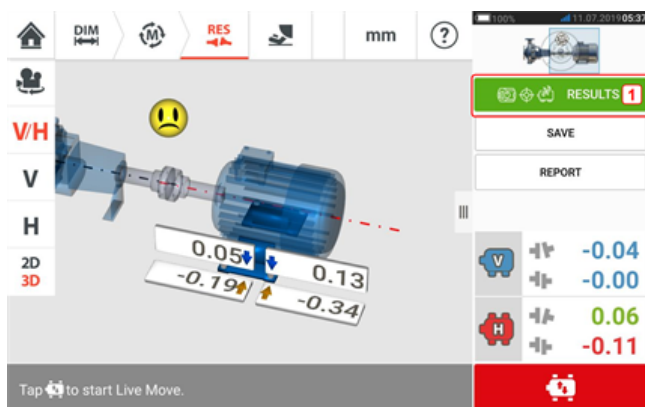 DIM
M
RES
mm
?
100%
11.07.2019 05:37
RESULTS 1
V/H
SAVE
V
REPORT
H
2D
3D
0.05
0.13
-0.19
-0.34
V
-0.04
-0.00
H
0.06
-0.11
Tap to start Live Move.